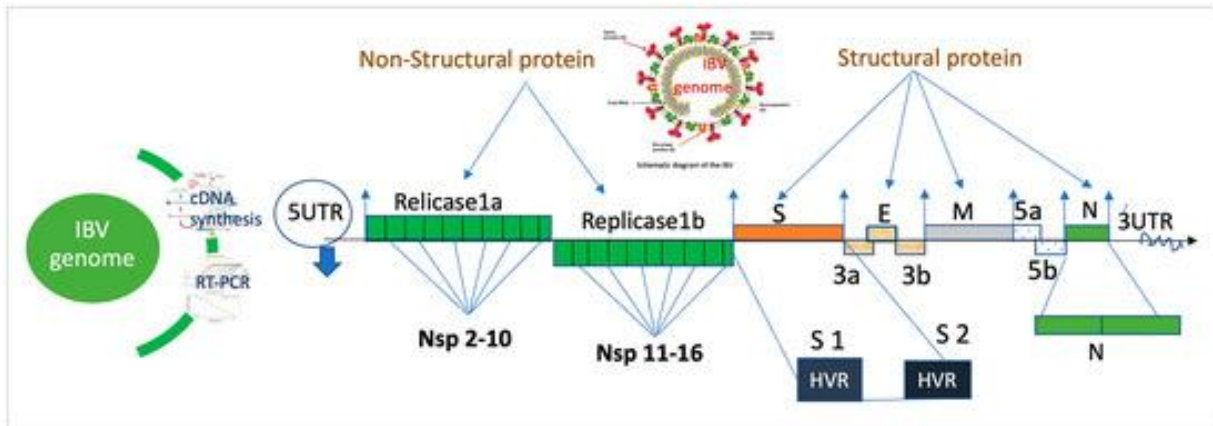 Non-Structural protein
IBV
genome
Structural protein
Schematic diagram of the IBV
IBV
genome
cDNA
synthesis
RT-PCR
5UTR
Relicase1a
Replicase1b
S
E
M
5a
N
3UTR
3a
3b
5b
Nsp 2-10
Nsp 11-16
S 1
S 2
HVR
HVR
N